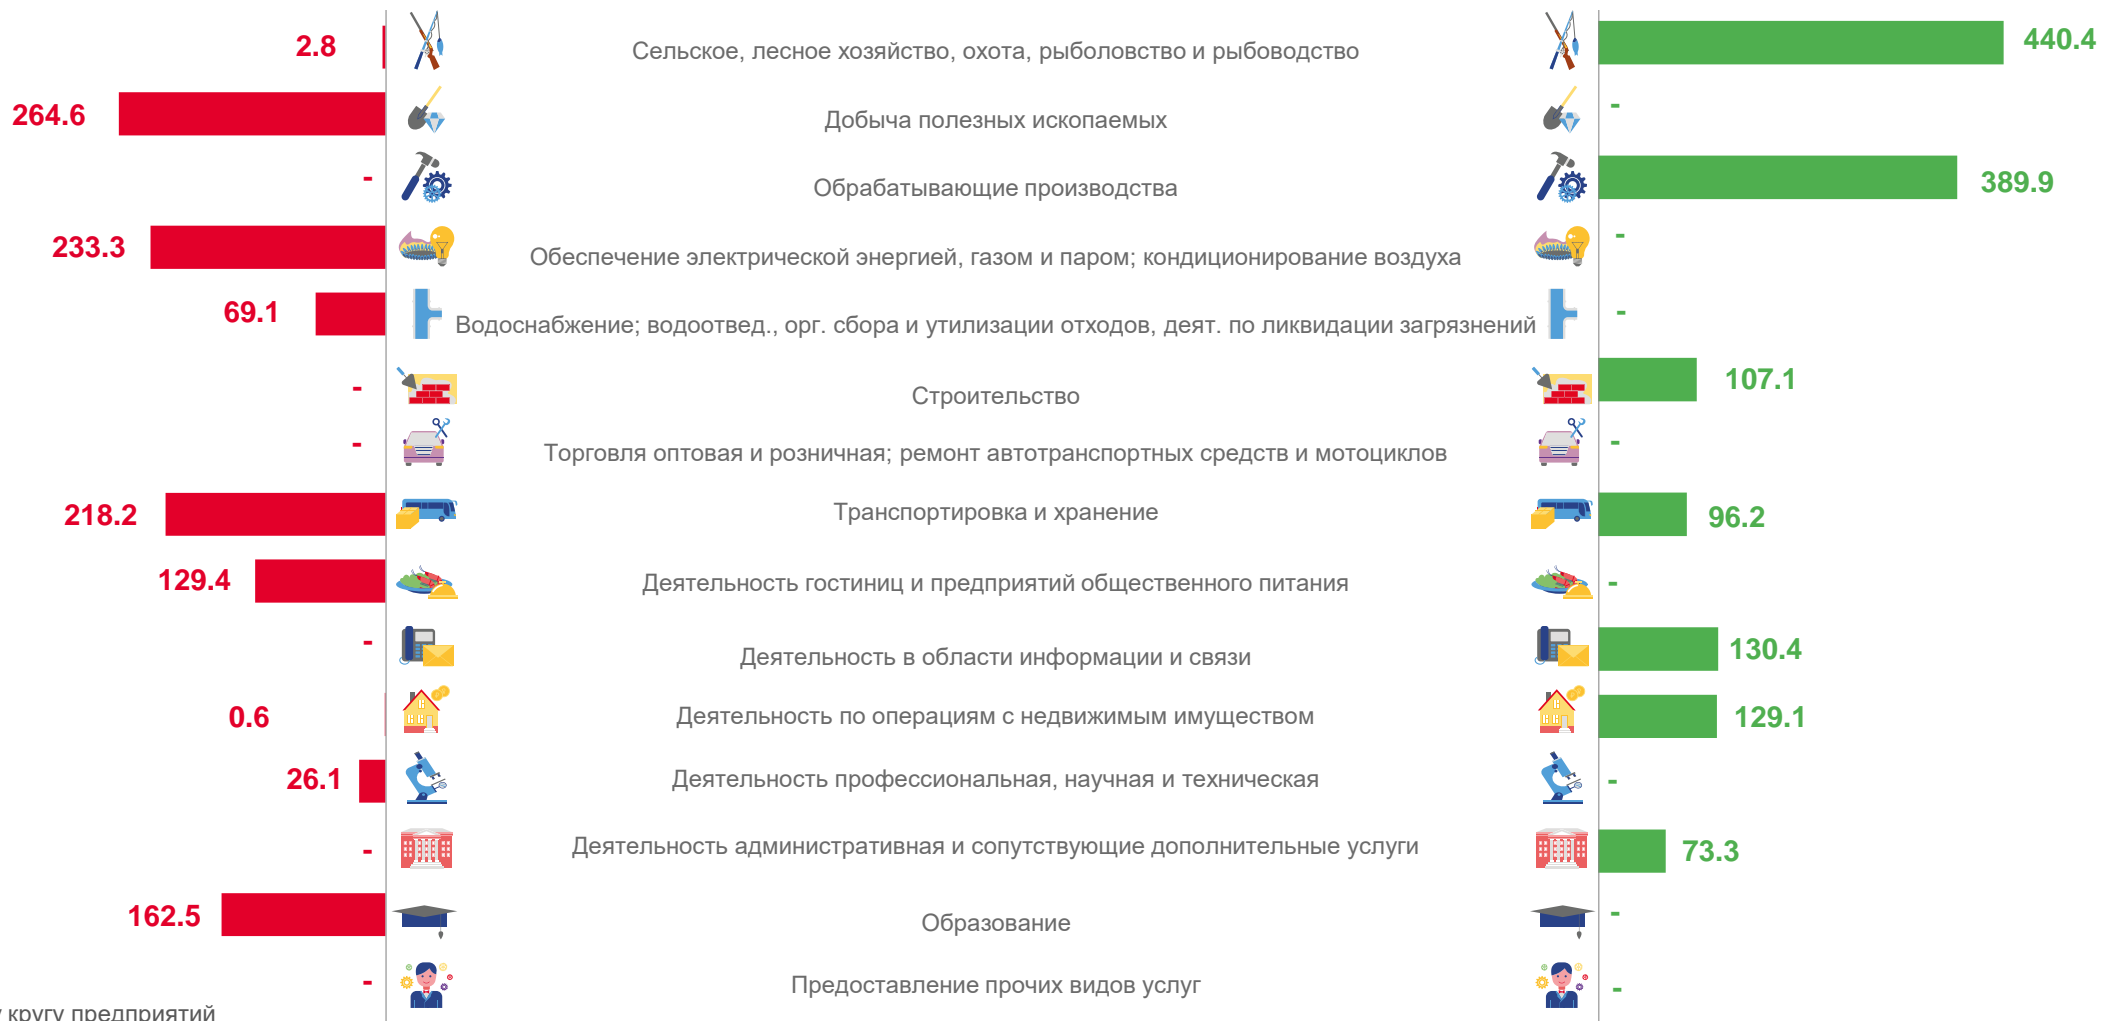 2.8 Сельское, лесное хозяйство, охота, рыболовство и рыбоводство 440.4
264.6 Добыча полезных ископаемых -
- Обрабатывающие производства 389.9
233.3 Обеспечение электрической энергией, газом и паром; кондиционирование воздуха -
69.1 Водоснабжение; водоотвед., орг. сбора и утилизации отходов, деят. по ликвидации загрязнений -
- Строительство 107.1
- Торговля оптовая и розничная; ремонт автотранспортных средств и мотоциклов -
218.2 Транспортировка и хранение 96.2
129.4 Деятельность гостиниц и предприятий общественного питания -
- Деятельность в области информации и связи 130.4
0.6 Деятельность по операциям с недвижимым имуществом 129.1
26.1 Деятельность профессиональная, научная и техническая -
- Деятельность административная и сопутствующие дополнительные услуги 73.3
162.5 Образование -
- Предоставление прочих видов услуг -
кругу предприятий